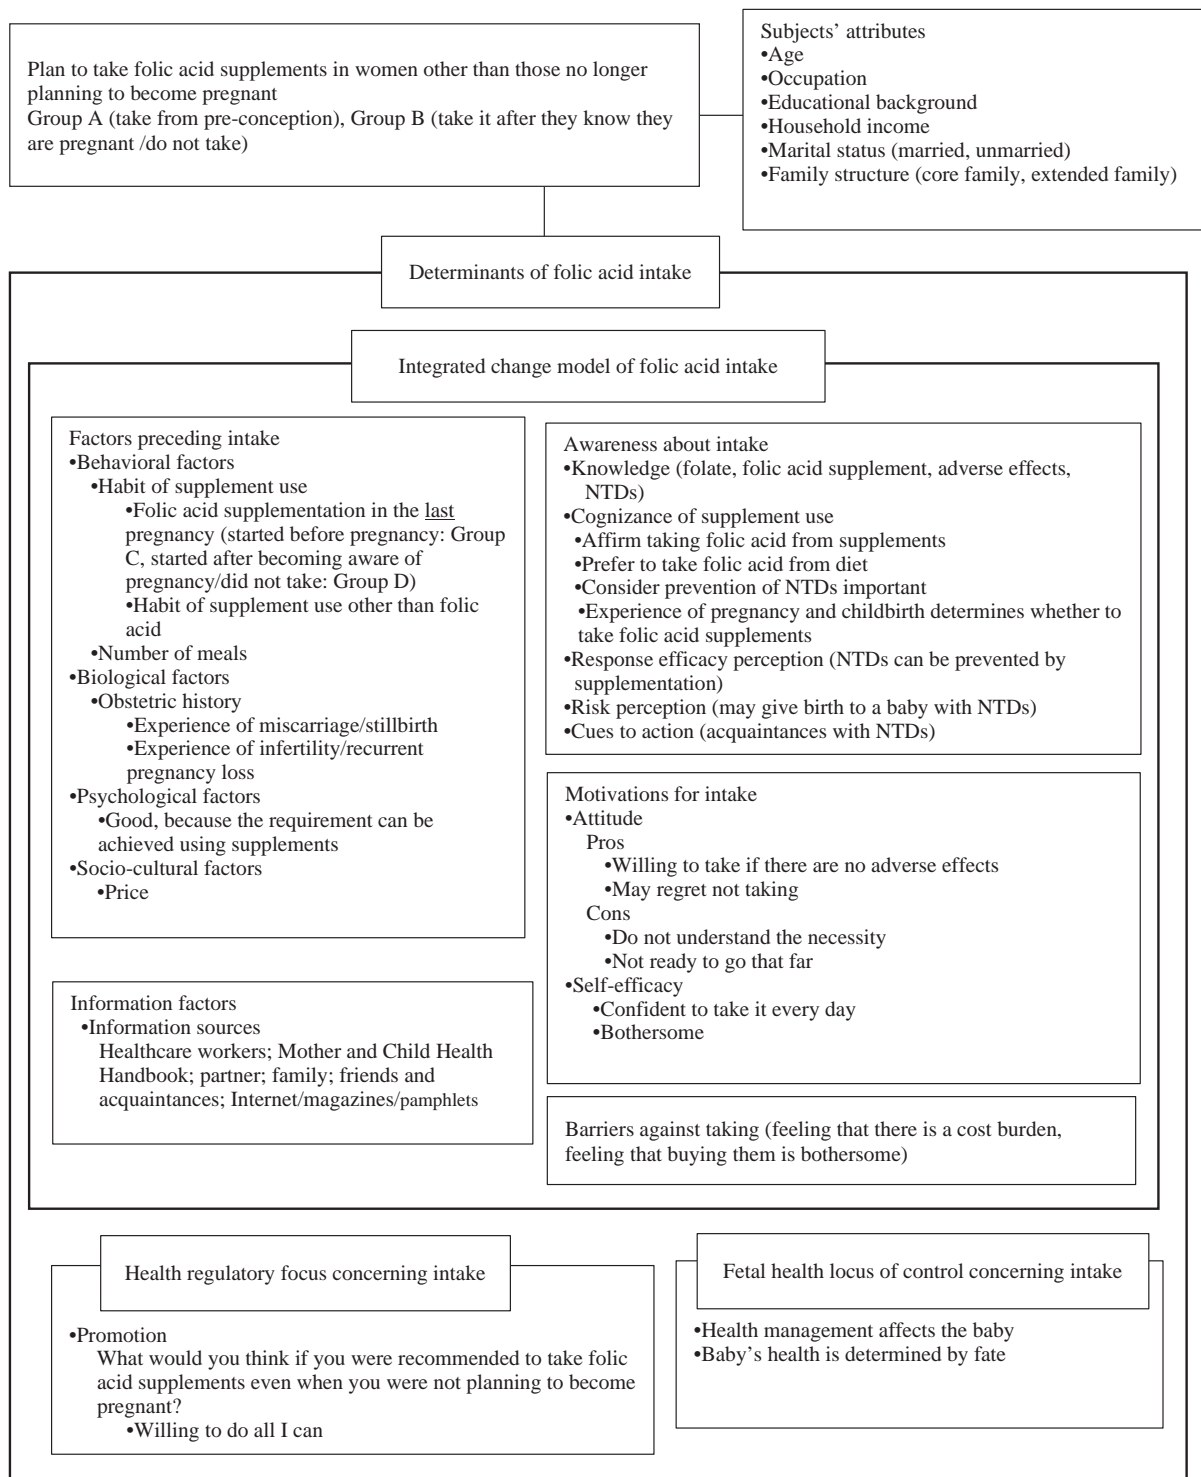 Plan to take folic acid supplements in women other than those no longer
planning to become pregnant
Group A (take from pre-conception), Group B (take it after they know they
are pregnant /do not take)
Subjects’ attributes
•Age
•Occupation
•Educational background
•Household income
•Marital status (married, unmarried)
•Family structure (core family, extended family)
Determinants of folic acid intake
Integrated change model of folic acid intake
Factors preceding intake
•Behavioral factors
•Habit of supplement use
•Folic acid supplementation in the last
pregnancy (started before pregnancy: Group
C, started after becoming aware of
pregnancy/did not take: Group D)
•Habit of supplement use other than folic
acid
•Number of meals
•Biological factors
•Obstetric history
•Experience of miscarriage/stillbirth
•Experience of infertility/recurrent
pregnancy loss
•Psychological factors
•Good, because the requirement can be
achieved using supplements
•Socio-cultural factors
•Price
Information factors
•Information sources
Healthcare workers; Mother and Child Health
Handbook; partner; family; friends and
acquaintances; Internet/magazines/pamphlets
Awareness about intake
•Knowledge (folate, folic acid supplement, adverse effects,
NTDs)
•Cognizance of supplement use
•Affirm taking folic acid from supplements
•Prefer to take folic acid from diet
•Consider prevention of NTDs important
•Experience of pregnancy and childbirth determines whether to
take folic acid supplements
•Response efficacy perception (NTDs can be prevented by
supplementation)
•Risk perception (may give birth to a baby with NTDs)
•Cues to action (acquaintances with NTDs)
Motivations for intake
•Attitude
Pros
•Willing to take if there are no adverse effects
•May regret not taking
Cons
•Do not understand the necessity
•Not ready to go that far
•Self-efficacy
•Confident to take it every day
•Bothersome
Barriers against taking (feeling that there is a cost burden,
feeling that buying them is bothersome)
Health regulatory focus concerning intake
•Promotion
What would you think if you were recommended to take folic
acid supplements even when you were not planning to become
pregnant?
•Willing to do all I can
Fetal health locus of control concerning intake
•Health management affects the baby
•Baby’s health is determined by fate